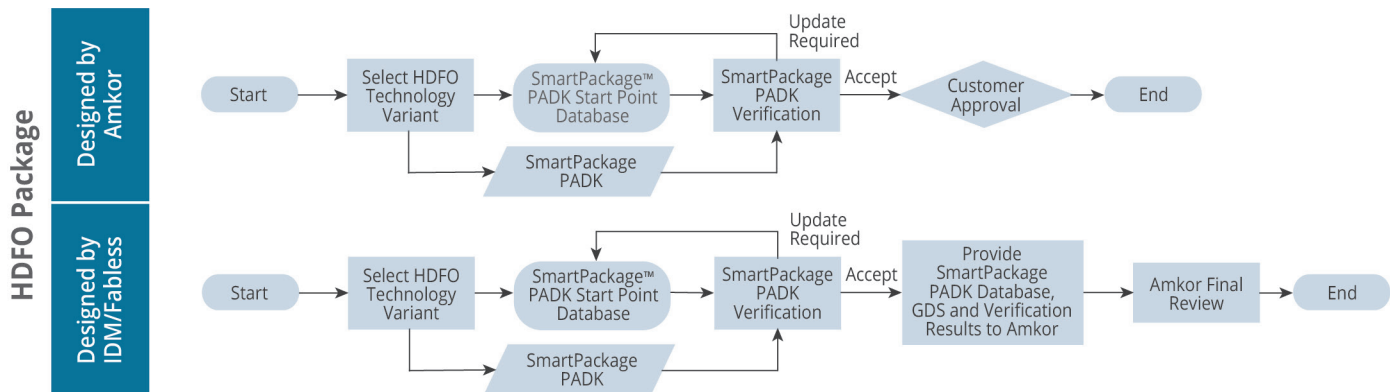 HDFO Package
Designed by
Amkor
Start
Select HDFO
Technology
Variant
SmartPackage™
PADK Start Point
Database
SmartPackage
PADK
Update
Required
SmartPackage
PADK
Verification
Accept
Customer
Approval
End
Designed by
IDM/Fabless
Start
Select HDFO
Technology
Variant
SmartPackage™
PADK Start Point
Database
SmartPackage
PADK
Update
Required
SmartPackage
PADK
Verification
Accept
Provide
SmartPackage
PADK Database,
GDS and Verification
Results to Amkor
Amkor Final
Review
End